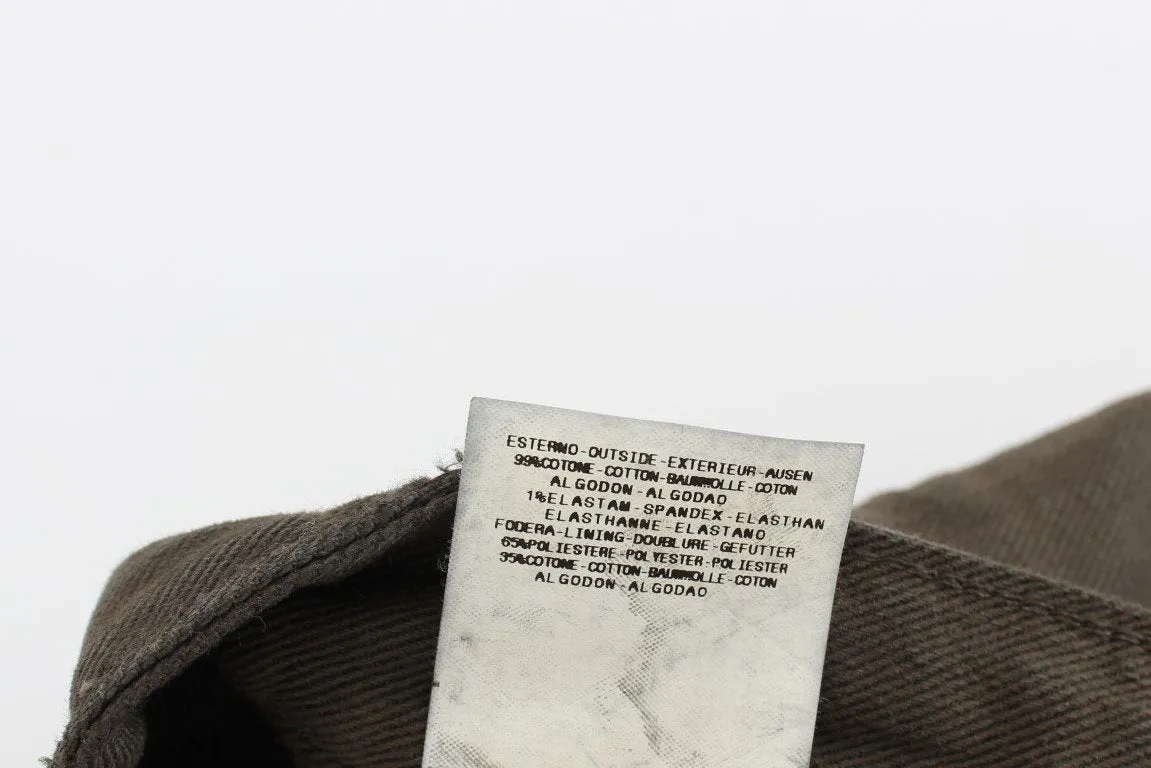 ESTERNO-OUTSIDE-EXTERIEUR-AUSEN
99%COTONE-COTTON-BAUMWOLLE-COTON
ALGODON-ALGODAO
1%ELASTAM-SPANDEX-ELASTHAN
ELASTHANNE-ELASTANO
FODERA-LINING-DOUBLURE-GEFUTTER
65%POLIESTERE-POLYESTER-POLIESTER
35%COTONE-COTTON-BAUMWOLLE-COTON
ALGODON-ALGODAO